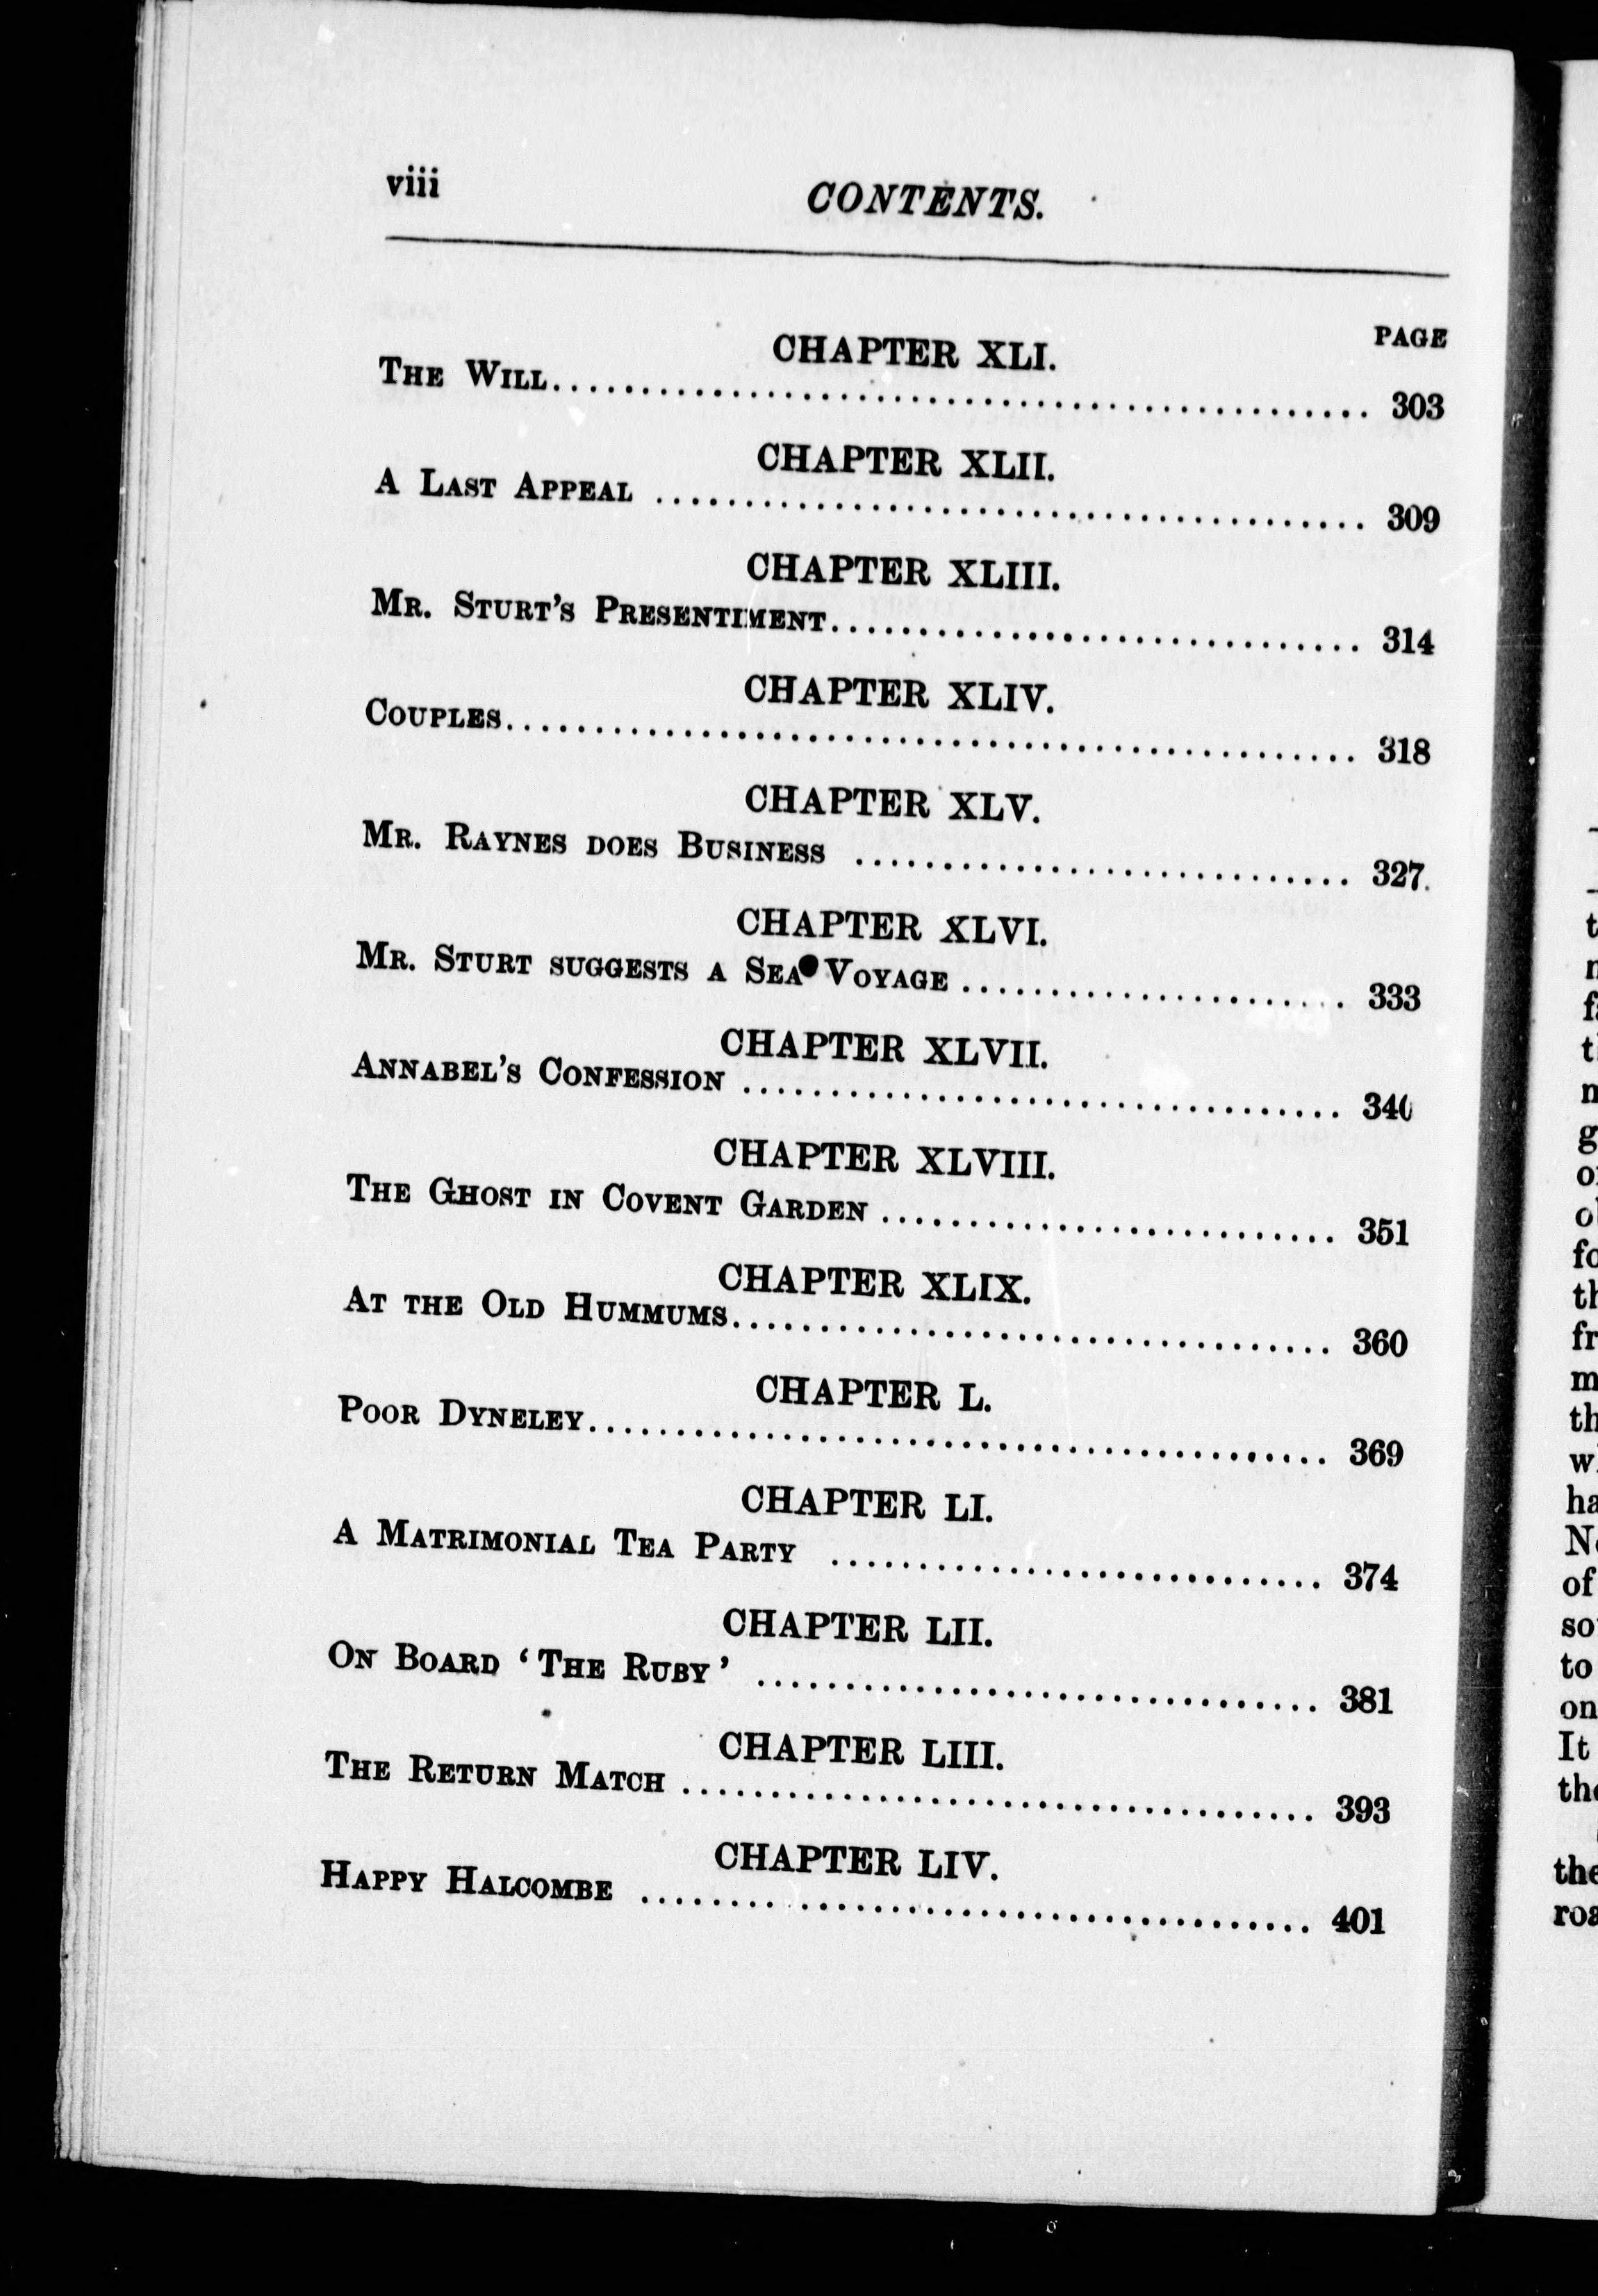 viii
CONTENTS.
PAGE
CHAPTER XLI.
THE WILL.................................................. 303
CHAPTER XLII.
A LAST APPEAL .......................................... 309
CHAPTER XLIII.
MR. STURT'S PRESENTIMENT................................ 314
CHAPTER XLIV.
COUPLES.................................................. 318
CHAPTER XLV.
MR. RAYNES DOES BUSINESS .............................. 327
CHAPTER XLVI.
MR. STURT SUGGESTS A SEA VOYAGE ....................... 333
CHAPTER XLVII.
ANNABEL'S CONFESSION .................................. 340
CHAPTER XLVIII.
THE GHOST IN COVENT GARDEN ........................... 351
CHAPTER XLIX.
AT THE OLD HUMMUMS................................... 360
CHAPTER L.
POOR DYNELEY............................................ 369
CHAPTER LI.
A MATRIMONIAL TEA PARTY ............................. 374
CHAPTER LII.
ON BOARD 'THE RUBY' .................................. 381
CHAPTER LIII.
THE RETURN MATCH ...................................... 393
CHAPTER LIV.
HAPPY HALCOMBE ........................................ 401